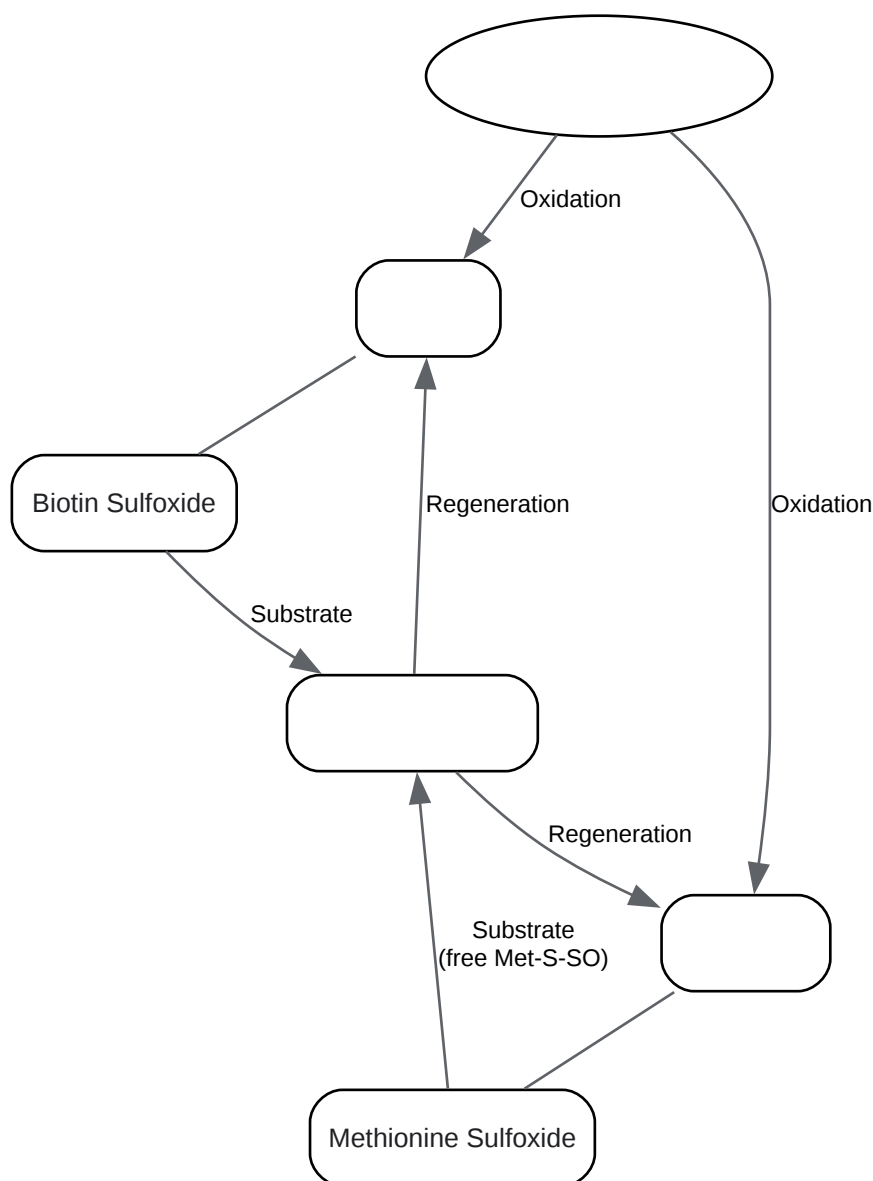 Oxidation
Biotin Sulfoxide
Regeneration
Oxidation
Substrate
Regeneration
Substrate
(free Met-S-SO)
Methionine Sulfoxide